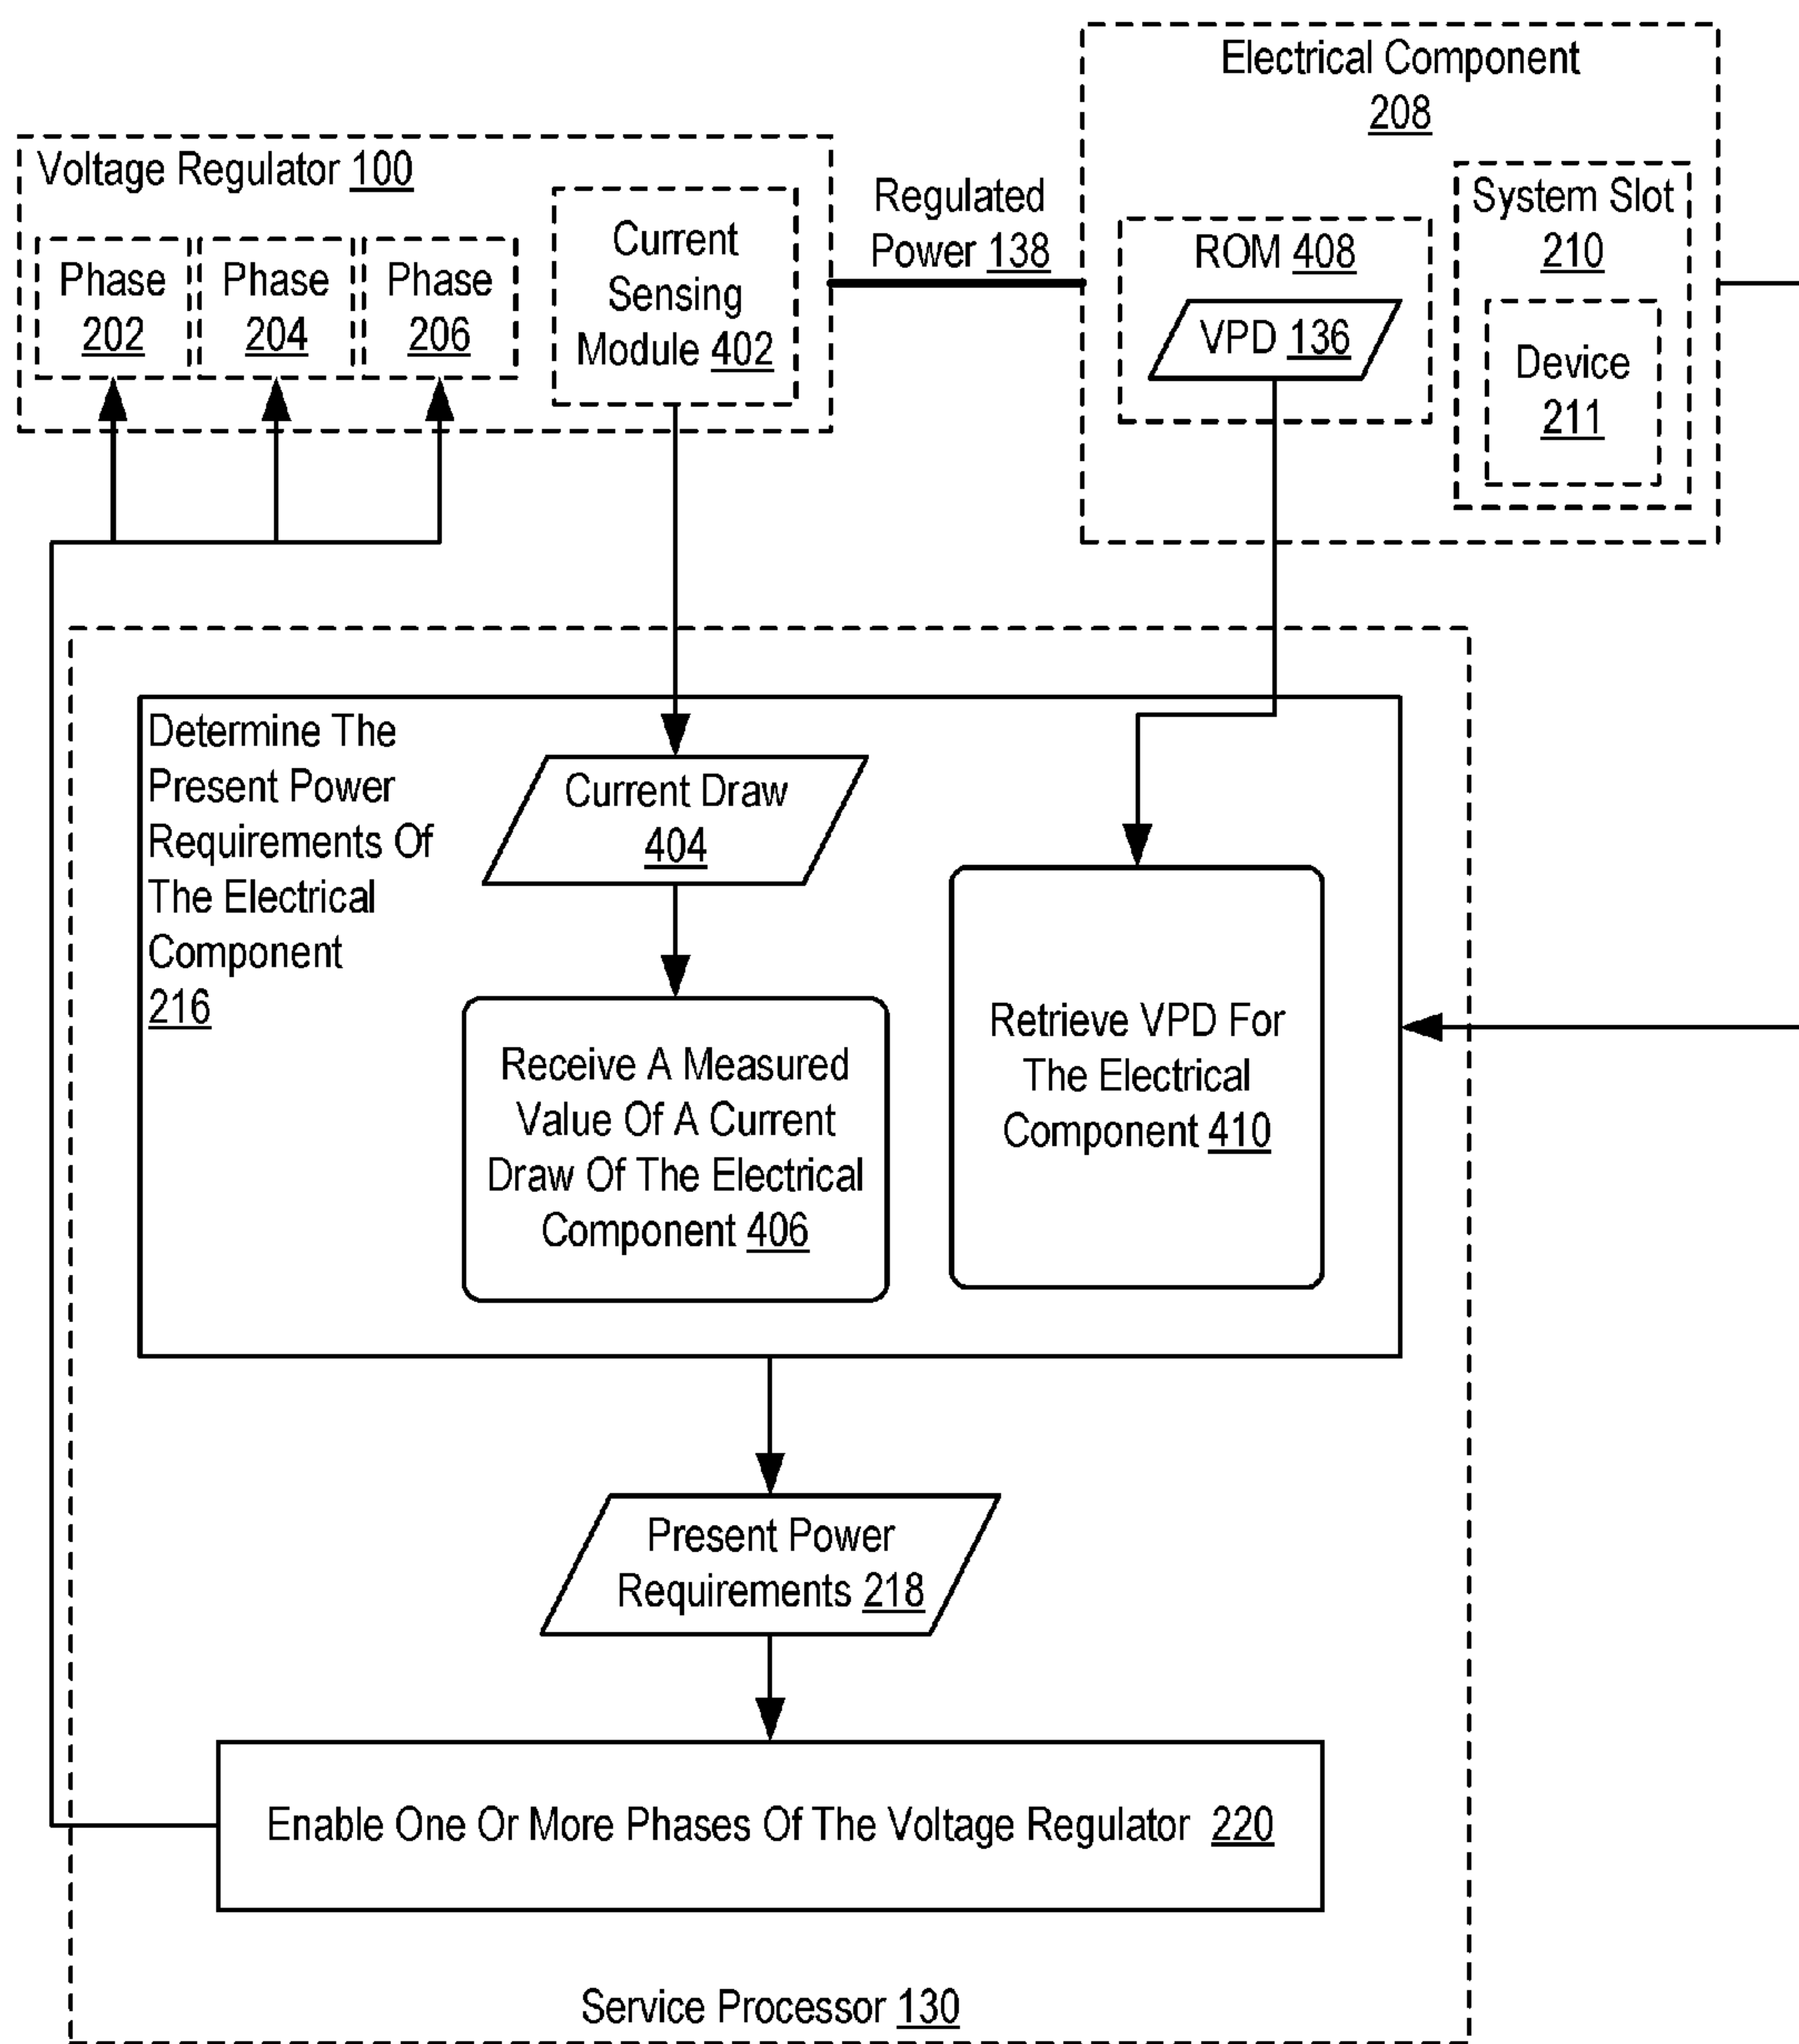 Electrical Component
208
Voltage Regulator 100
Phase
202
Phase
204
Phase
206
Current
Sensing
Module 402
Regulated
Power 138
ROM 408
VPD 136
System Slot
210
Device
211
Determine The
Present Power
Requirements Of
The Electrical
Component
216
Current Draw
404
Receive A Measured
Value Of A Current
Draw Of The Electrical
Component 406
Retrieve VPD For
The Electrical
Component 410
Present Power
Requirements 218
Enable One Or More Phases Of The Voltage Regulator 220
Service Processor 130